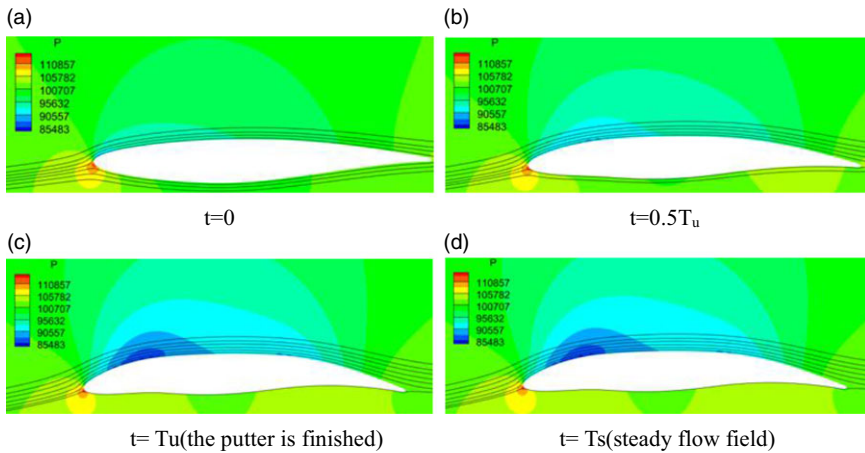 (a)
P
110857
105782
100707
95632
90557
85483
t=0
(b)
P
110857
105782
100707
95632
90557
85483
t=0.5Tu
(c)
P
110857
105782
100707
95632
90557
85483
t= Tu(the putter is finished)
(d)
P
110857
105782
100707
95632
90557
85483
t= Ts(steady flow field)